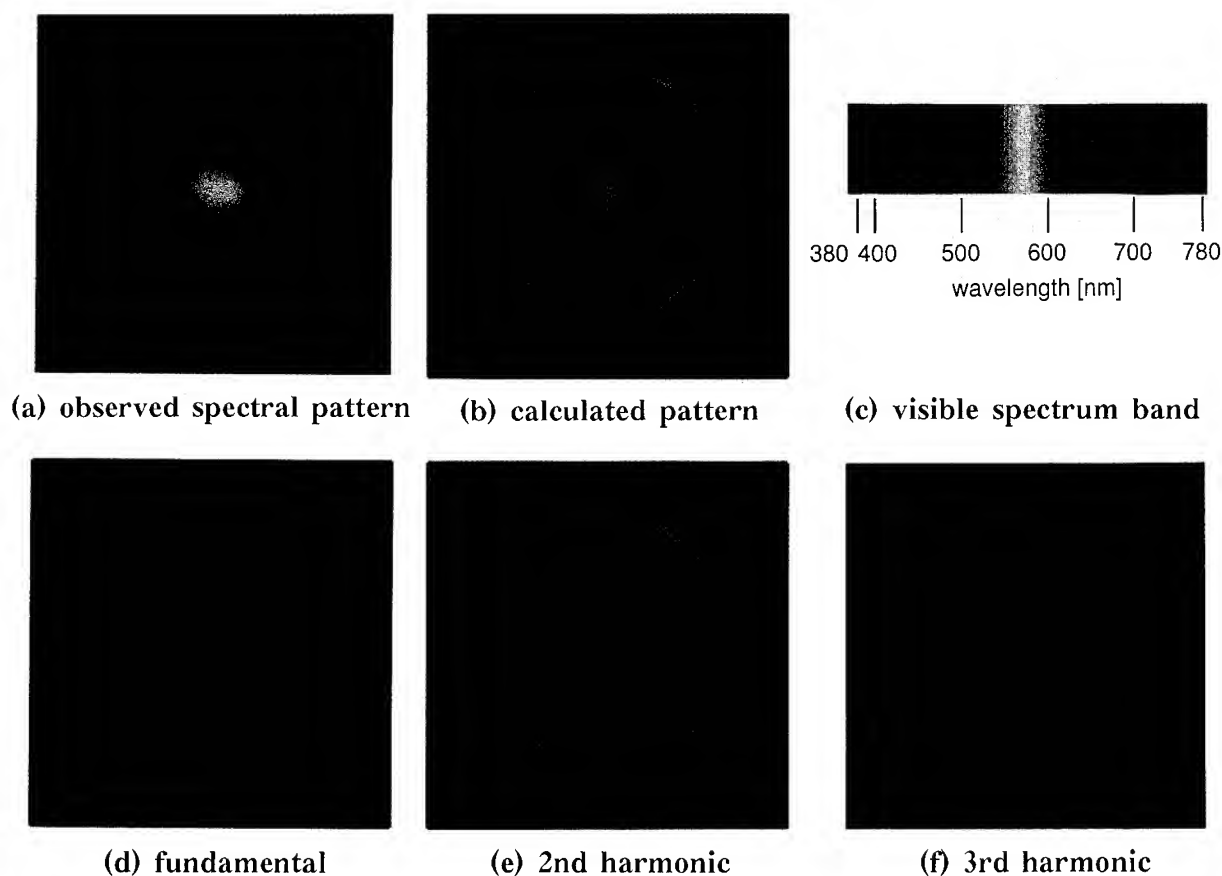 (a) observed spectral pattern
(b) calculated pattern
380 400 500 600 700 780
wavelength [nm]
(c) visible spectrum band
(d) fundamental
(e) 2nd harmonic
(f) 3rd harmonic